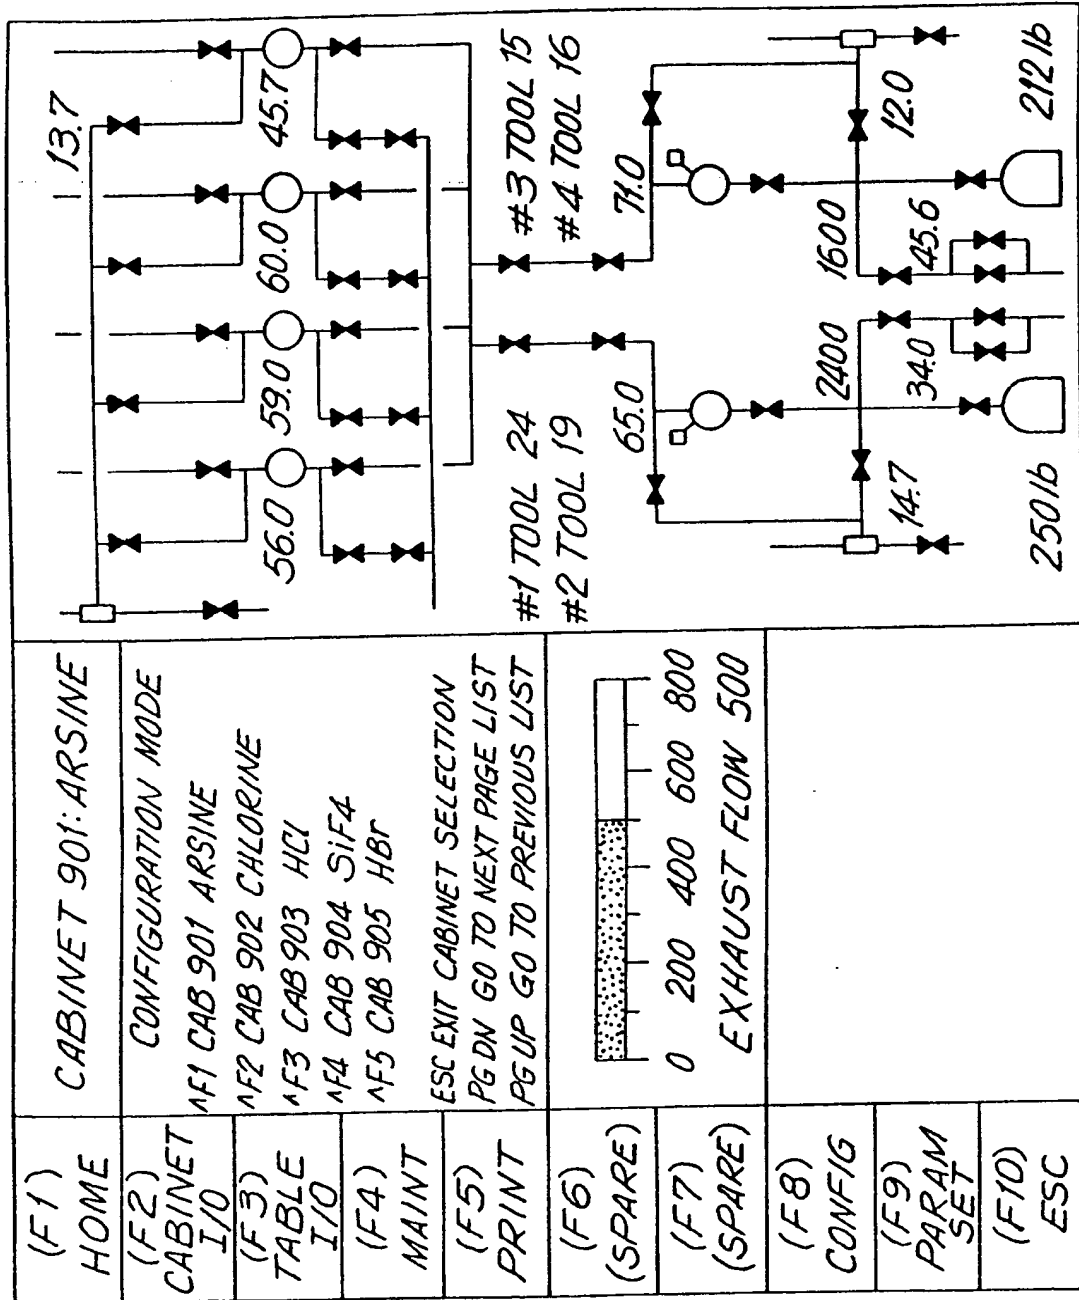 (F1)
HOME
(F2)
CABINET
I/O
(F3)
TABLE
I/O
(F4)
MAINT
(F5)
PRINT
(F6)
(SPARE)
(F7)
(SPARE)
(F8)
CONFIG
(F9)
PARAM
SET
(F10)
ESC
CABINET 901: ARSINE
CONFIGURATION MODE
^F1 CAB 901 ARSINE
^F2 CAB 902 CHLORINE
^F3 CAB 903 HCl
^F4 CAB 904 SiF4
^F5 CAB 905 HBr
ESC EXIT CABINET SELECTION
PG DN GO TO NEXT PAGE LIST
PG UP GO TO PREVIOUS LIST
0 200 400 600 800
EXHAUST FLOW 500
13.7
56.0 59.0 60.0 45.7
#1 TOOL 24
#2 TOOL 19
#3 TOOL 15
#4 TOOL 16
65.0
71.0
2400
1600
14.7
34.0
45.6
12.0
250 lb
212 lb